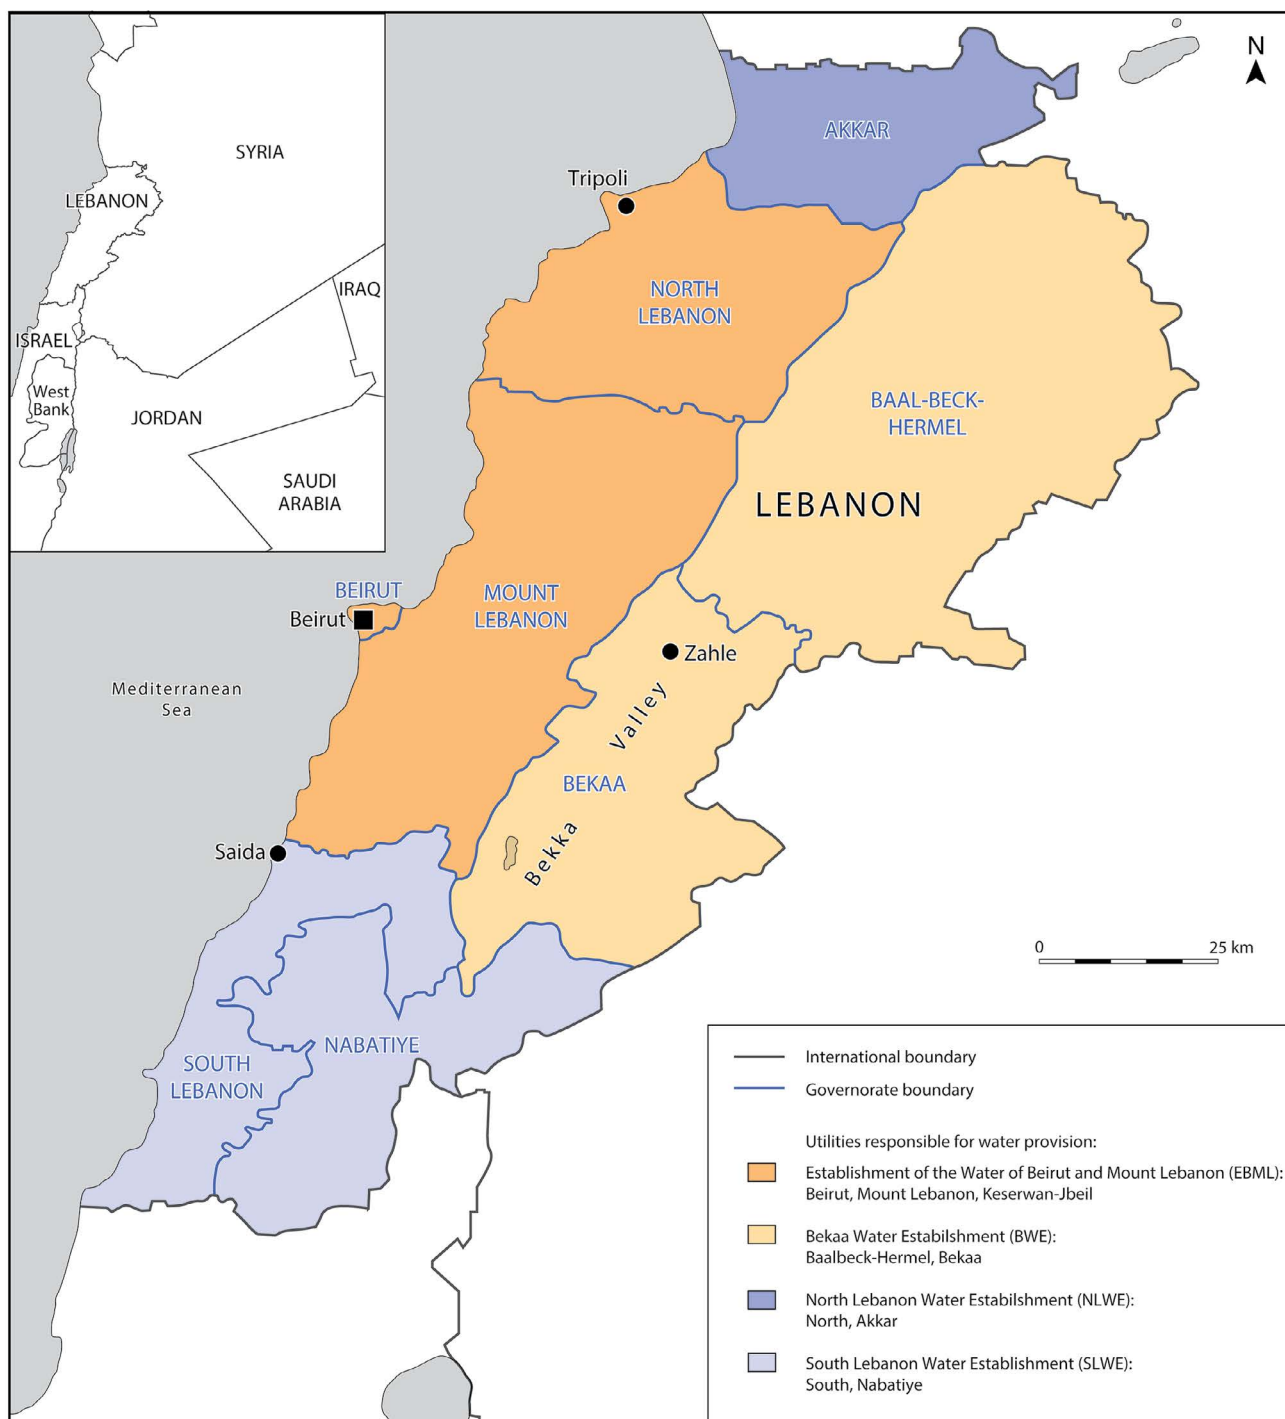 SYRIA
LEBANON
IRAQ
ISRAEL
West
Bank
JORDAN
SAUDI
ARABIA
N
AKKAR
Tripoli
NORTH
LEBANON
BAAL-BECK-
HERMEL
LEBANON
BEIRUT
Beirut
MOUNT
LEBANON
Zahle
Mediterranean
Sea
Bekka Valley
BEKAA
Saida
0 25 km
NABATIYE
SOUTH
LEBANON
International boundary
Governorate boundary
Utilities responsible for water provision:
Establishment of the Water of Beirut and Mount Lebanon (EBML):
Beirut, Mount Lebanon, Keserwan-Jbeil
Bekaa Water Estabilshment (BWE):
Baalbeck-Hermel, Bekaa
North Lebanon Water Estabilshment (NLWE):
North, Akkar
South Lebanon Water Establishment (SLWE):
South, Nabatiye